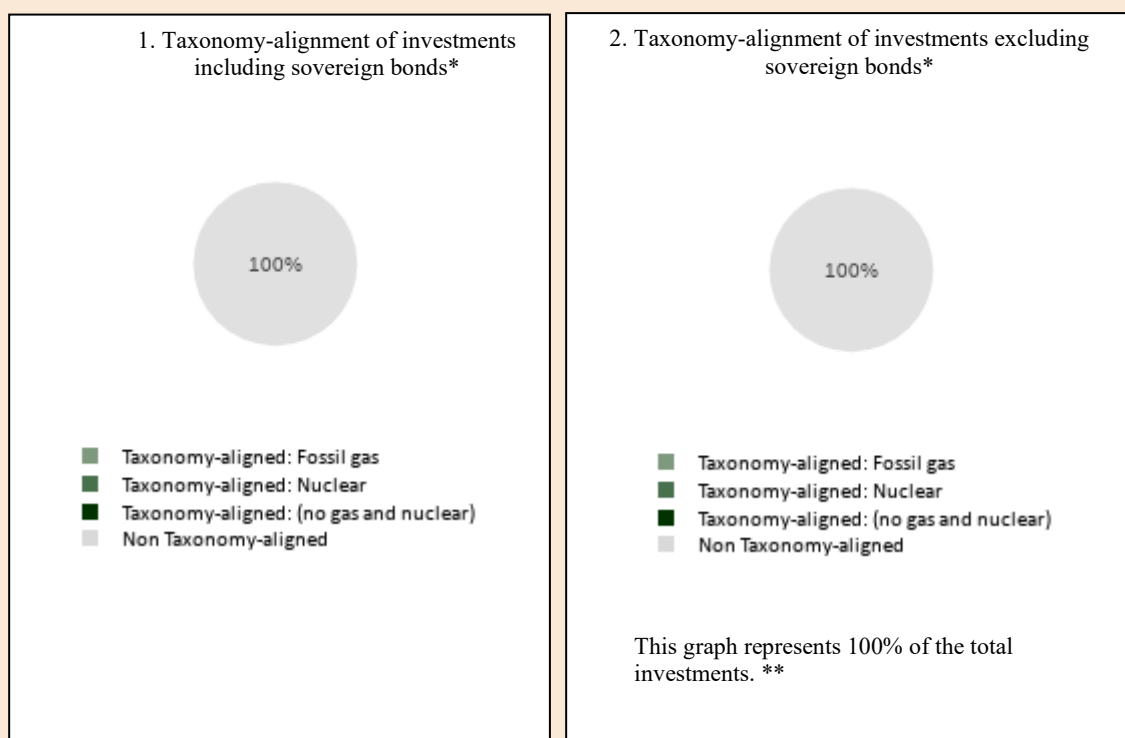 1. Taxonomy-alignment of investments
including sovereign bonds*
100%
Taxonomy-aligned: Fossil gas
Taxonomy-aligned: Nuclear
Taxonomy-aligned: (no gas and nuclear)
Non Taxonomy-aligned
2. Taxonomy-alignment of investments excluding
sovereign bonds*
100%
Taxonomy-aligned: Fossil gas
Taxonomy-aligned: Nuclear
Taxonomy-aligned: (no gas and nuclear)
Non Taxonomy-aligned
This graph represents 100% of the total
investments. **